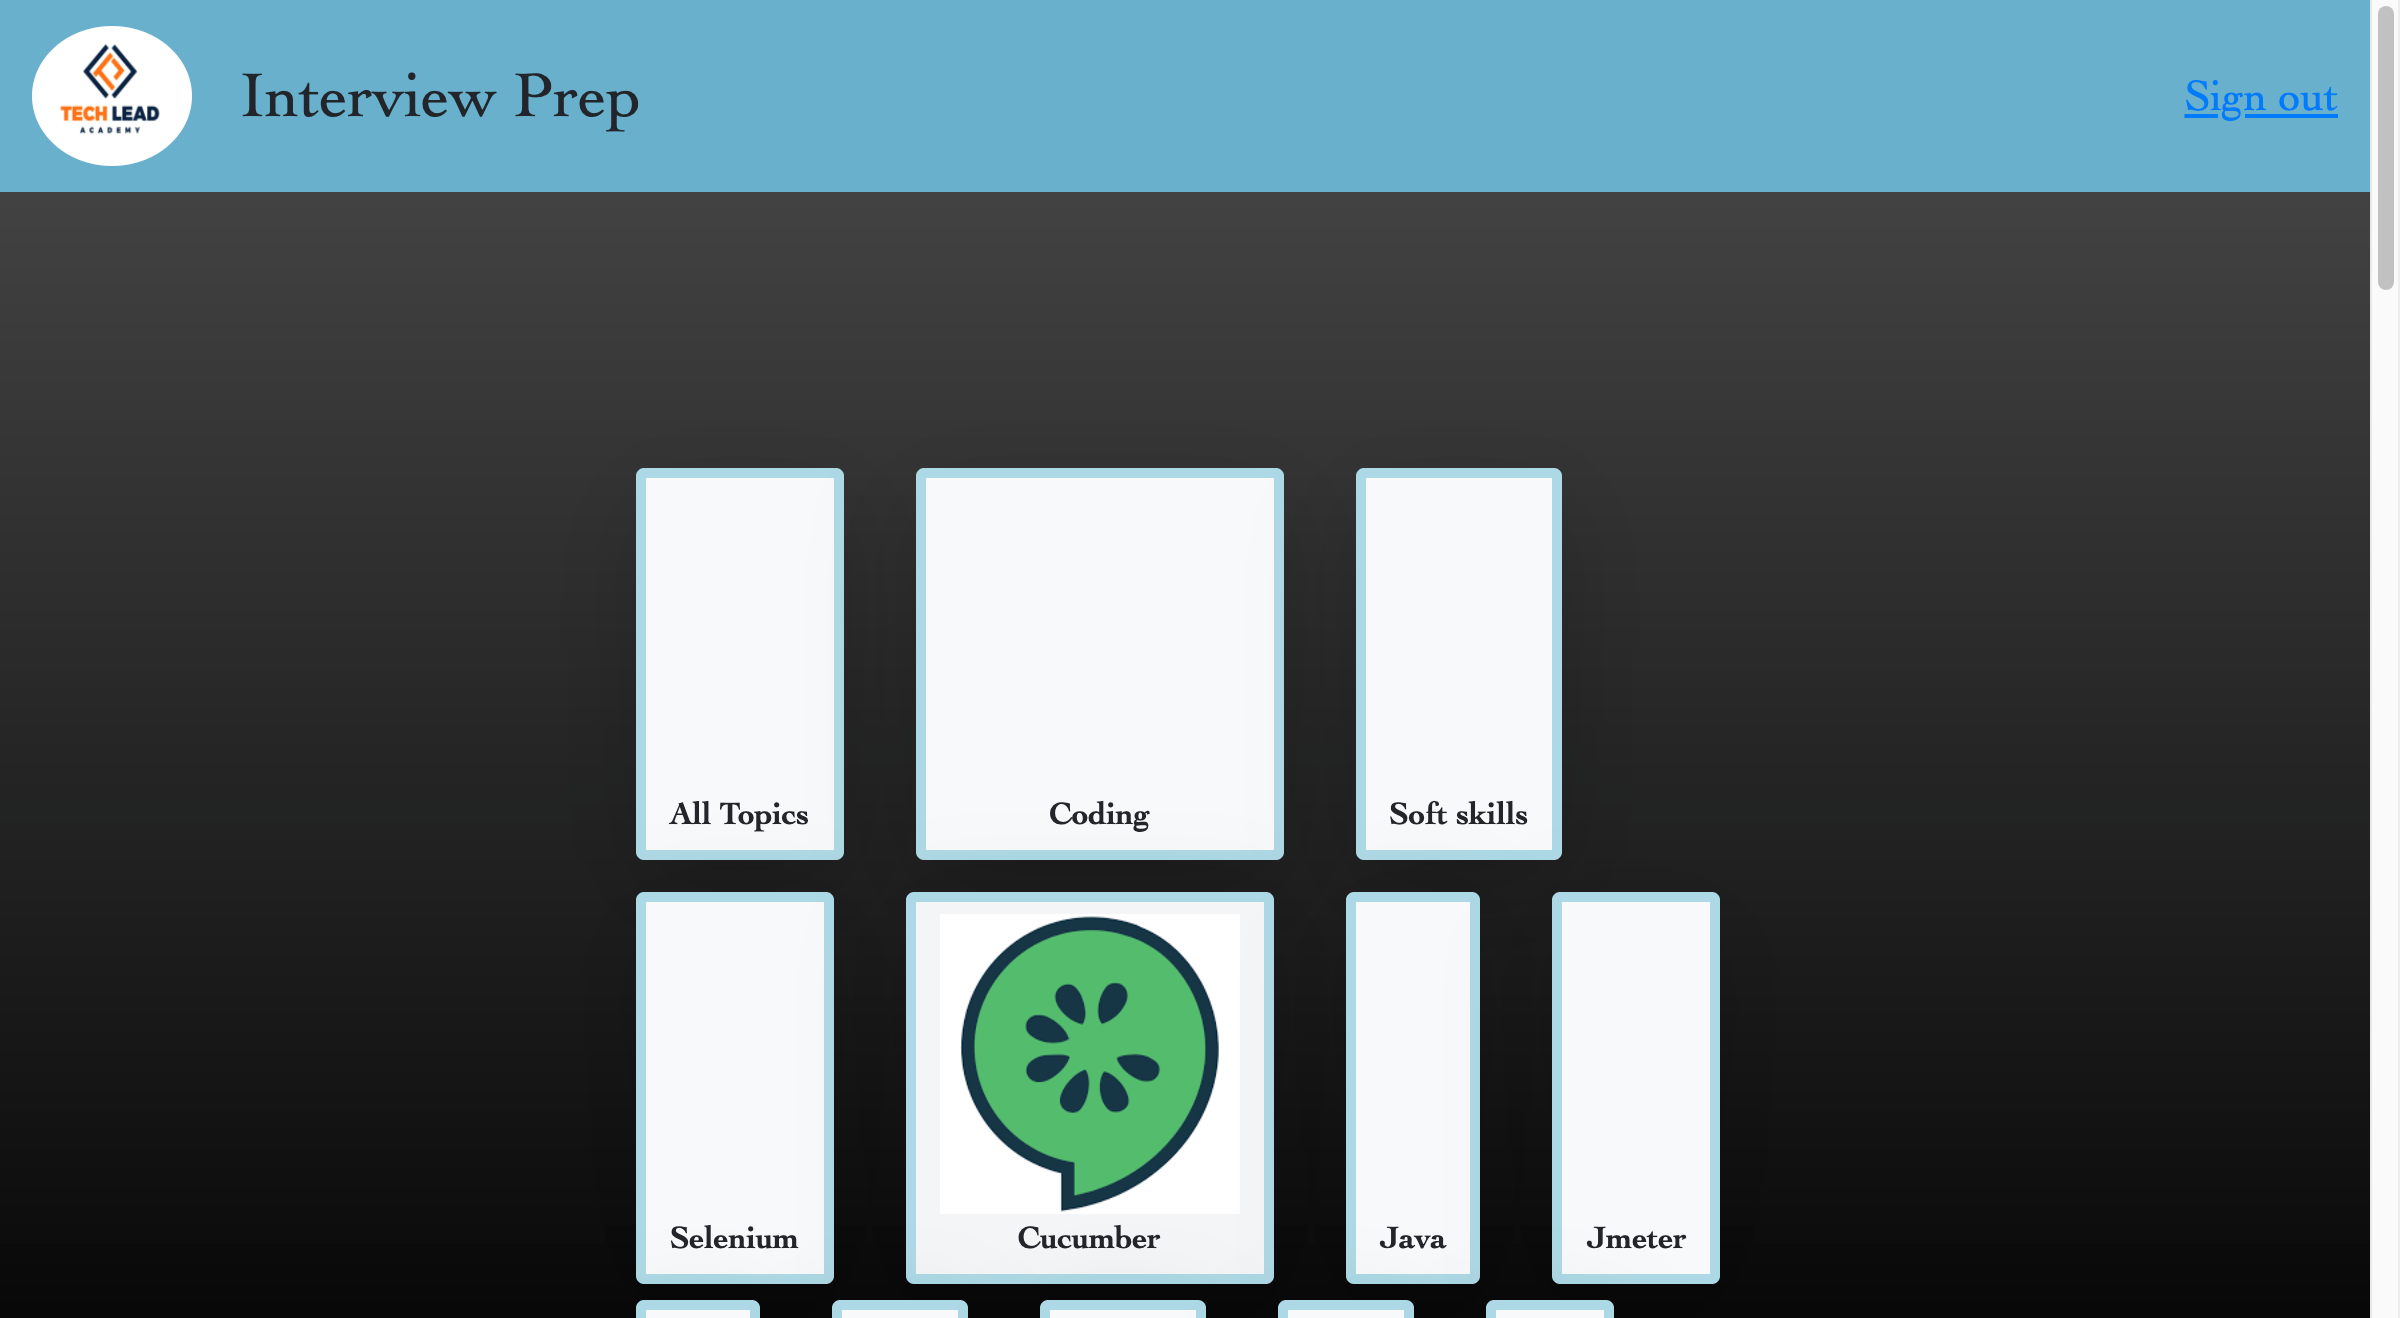 TECH LEAD
ACADEMY
Interview Prep
Sign out
All Topics
Coding
Soft skills
Selenium
Cucumber
Java
Jmeter